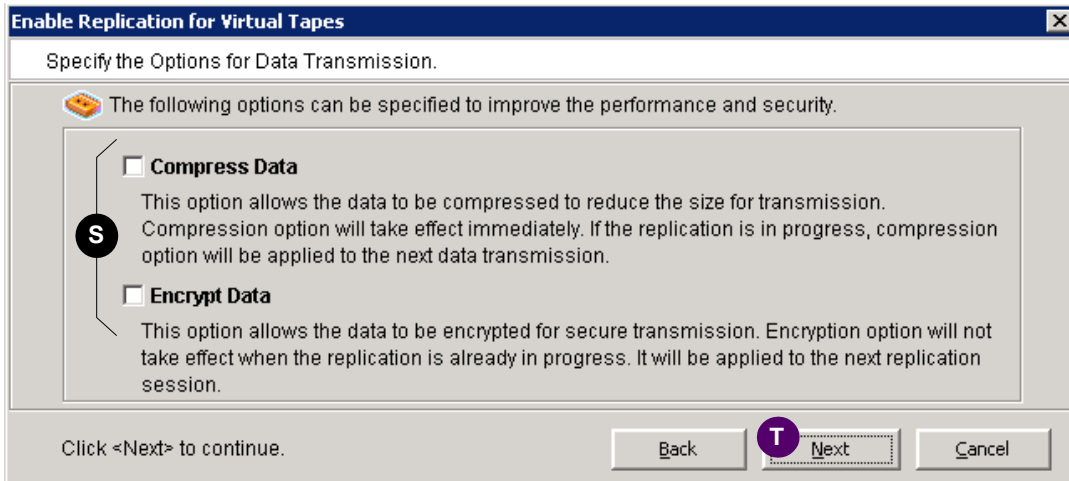 Enable Replication for Virtual Tapes
Specify the Options for Data Transmission.
The following options can be specified to improve the performance and security.
Compress Data
This option allows the data to be compressed to reduce the size for transmission.
Compression option will take effect immediately. If the replication is in progress, compression
option will be applied to the next data transmission.
S
Encrypt Data
This option allows the data to be encrypted for secure transmission. Encryption option will not
take effect when the replication is already in progress. It will be applied to the next replication
session.
Click <Next> to continue.
Back
T
Next
Cancel